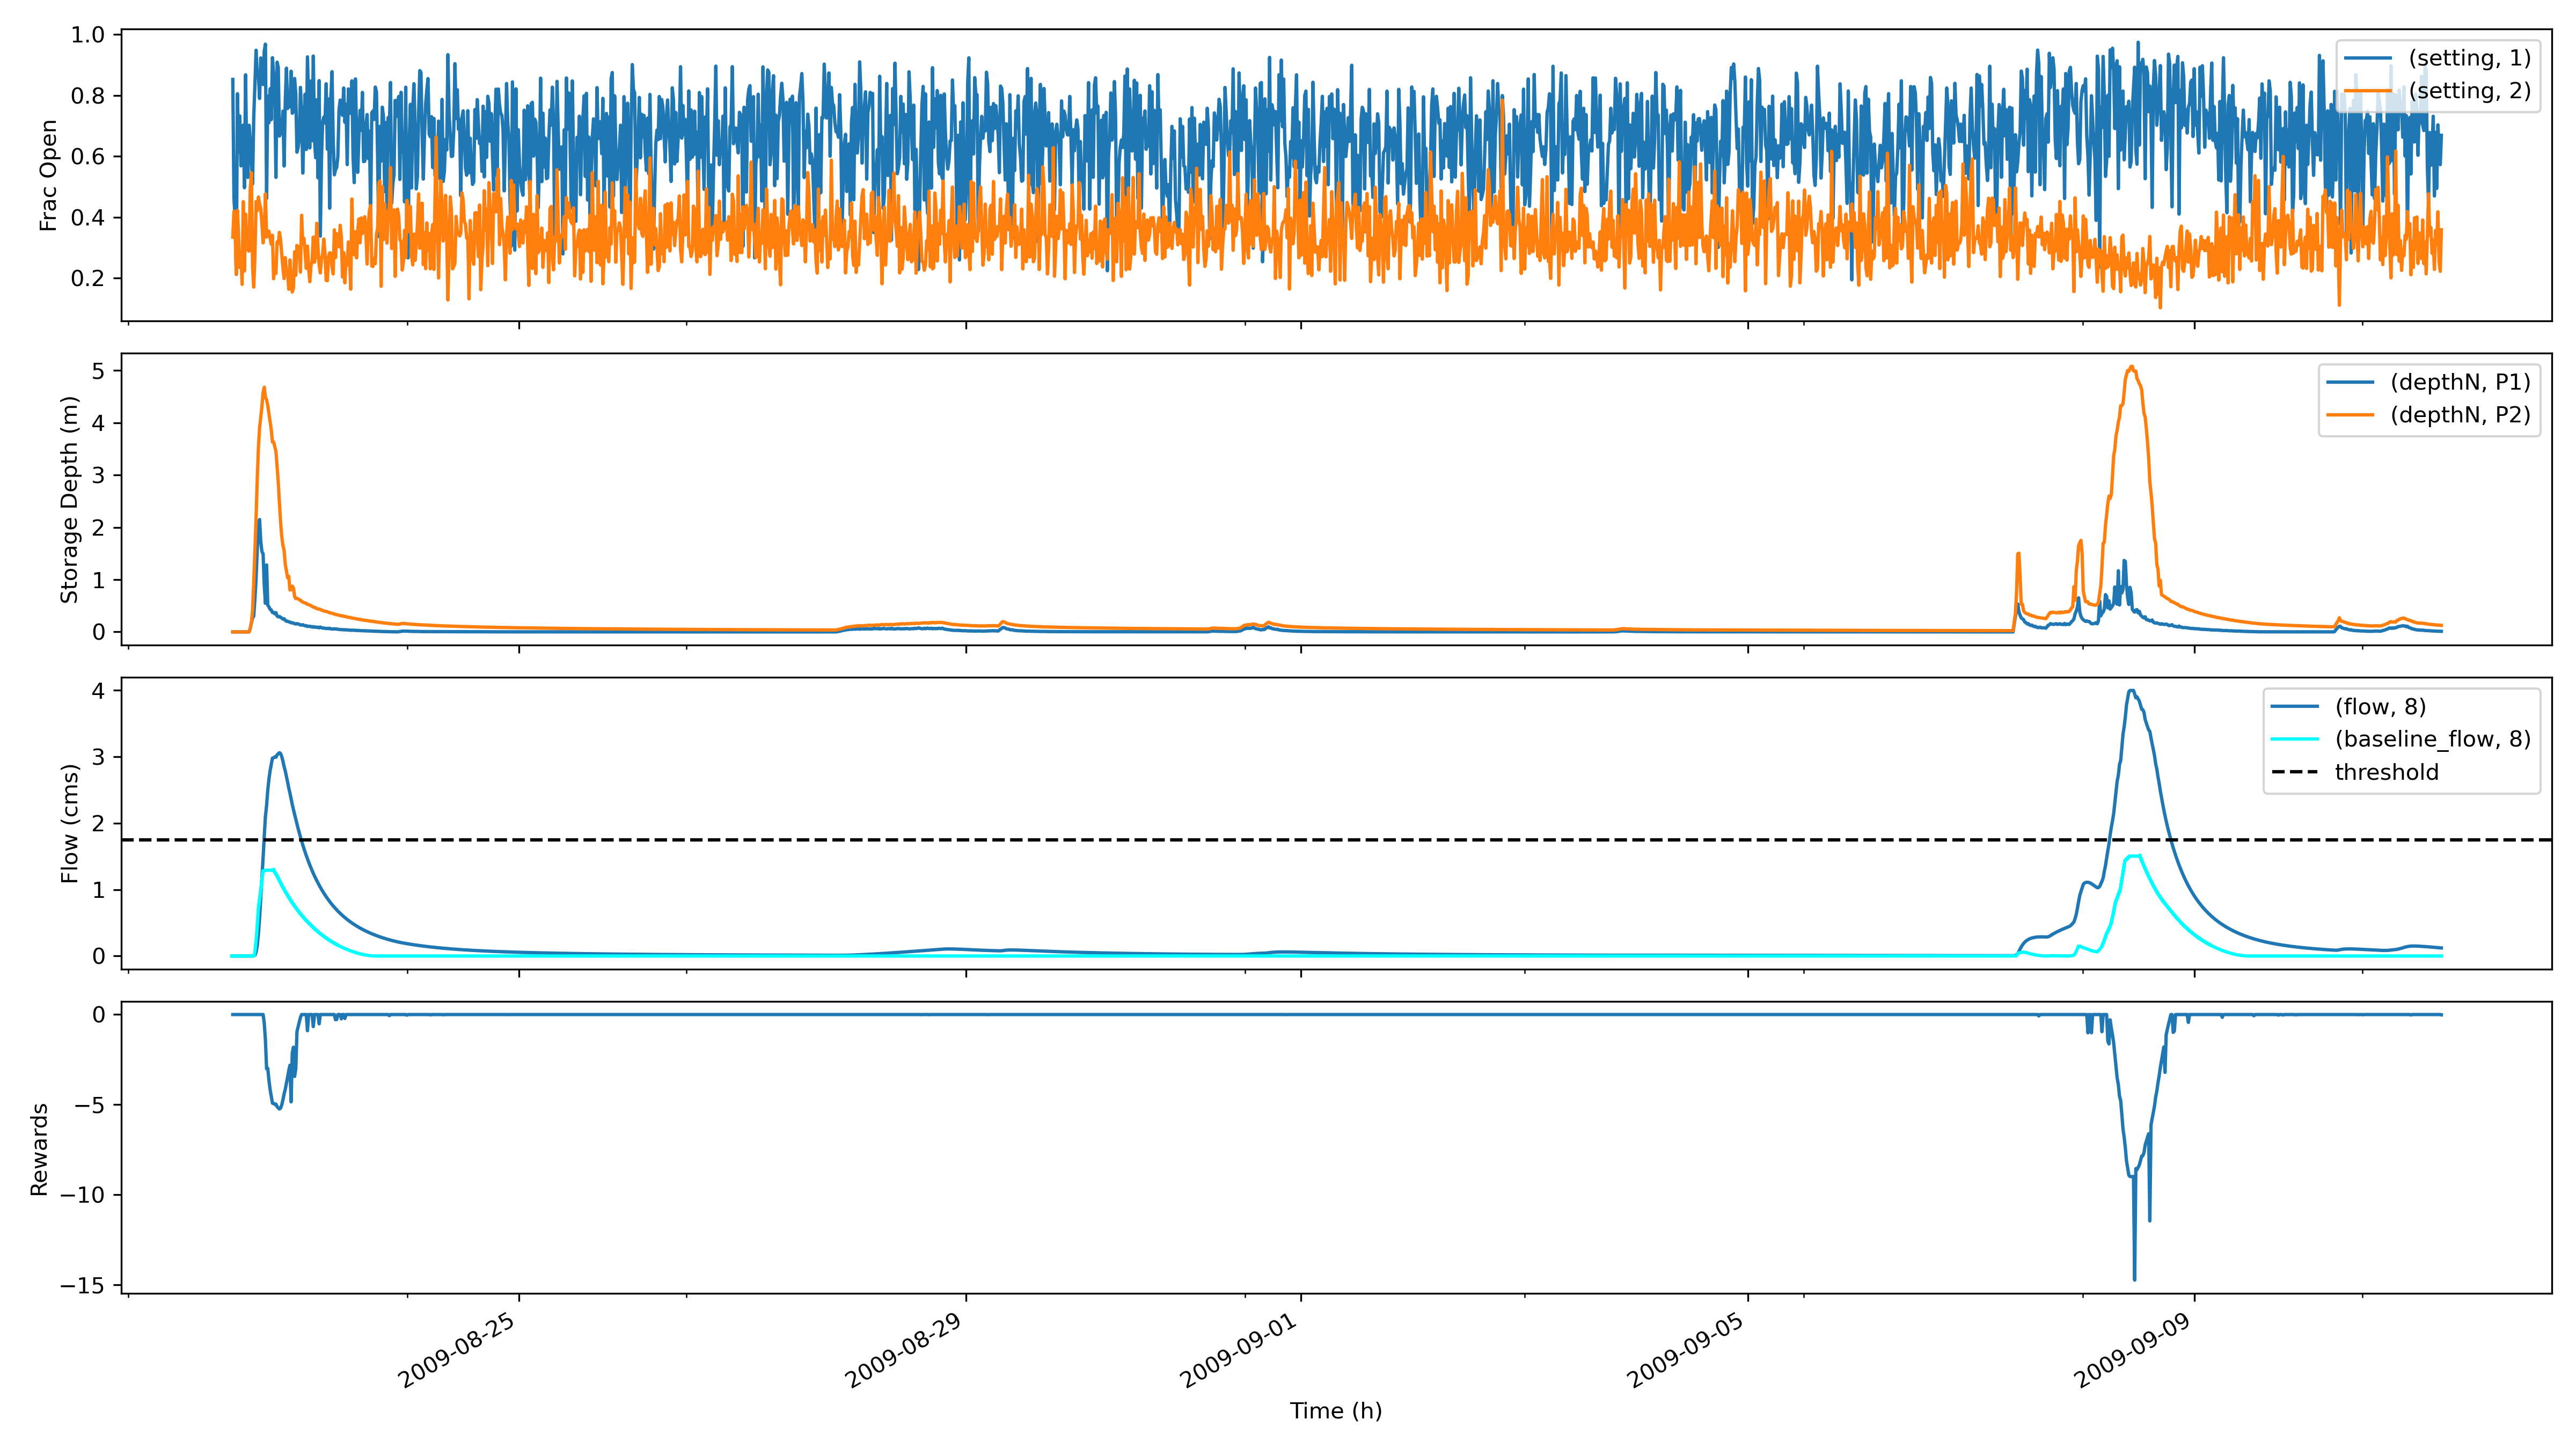 1.0
0.8
0.6
0.4
0.2
Frac Open
(setting, 1)
(setting, 2)
5
4
3
2
1
0
Storage Depth (m)
(depthN, P1)
(depthN, P2)
4
3
2
1
0
Flow (cms)
(flow, 8)
(baseline_flow, 8)
threshold
0
−5
−10
−15
Rewards
2009-08-25
2009-08-29
2009-09-01
2009-09-05
2009-09-09
Time (h)